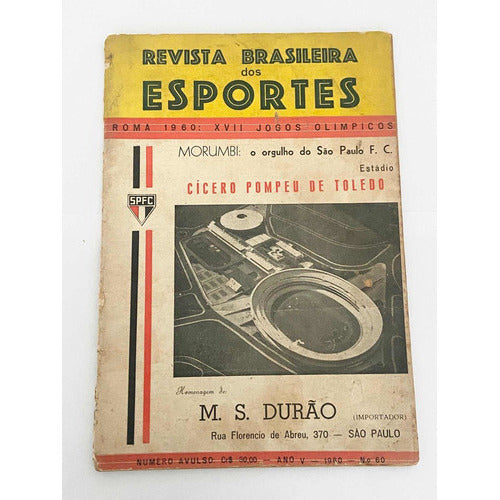 REVISTA BRASILEIRA
dos
ESPORTES
ROMA 1960: XVII JOGOS OLIMPICOS
MORUMBI: o orgulho do São Paulo F. C.
Estádio
CÍCERO POMPEU DE TOLEDO
SPFC
Homenagem de:
M. S. DURÃO
(IMPORTADOR)
Rua Florencio de Abreu, 370 — SÃO PAULO
NÚMERO AVULSO: Cr$ 30,00 — ANO V — 1960 — N.o 60